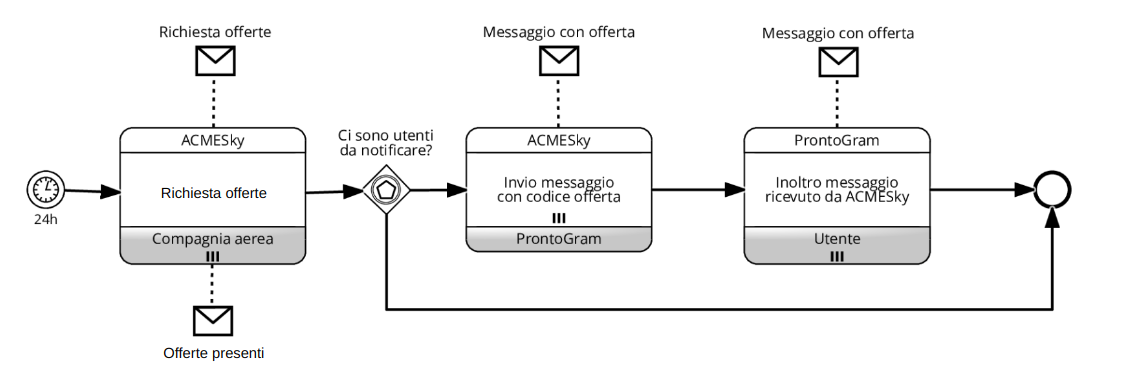 Richiesta offerte
Messaggio con offerta
Messaggio con offerta
ACMESky
Richiesta offerte
Compagnia aerea
Offerte presenti
24h
Ci sono utenti
da notificare?
ACMESky
Invio messaggio
con codice offerta
ProntoGram
ProntoGram
Inoltro messaggio
ricevuto da ACMESky
Utente